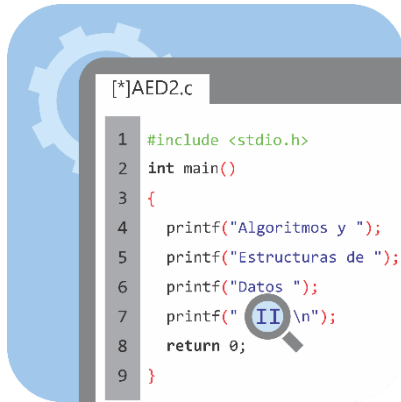 [*]AED2.c
1 #include <stdio.h>
2 int main()
3 {
4 printf("Algoritmos y ");
5 printf("Estructuras de ");
6 printf("Datos ");
7 printf(" II \n");
8 return 0;
9 }